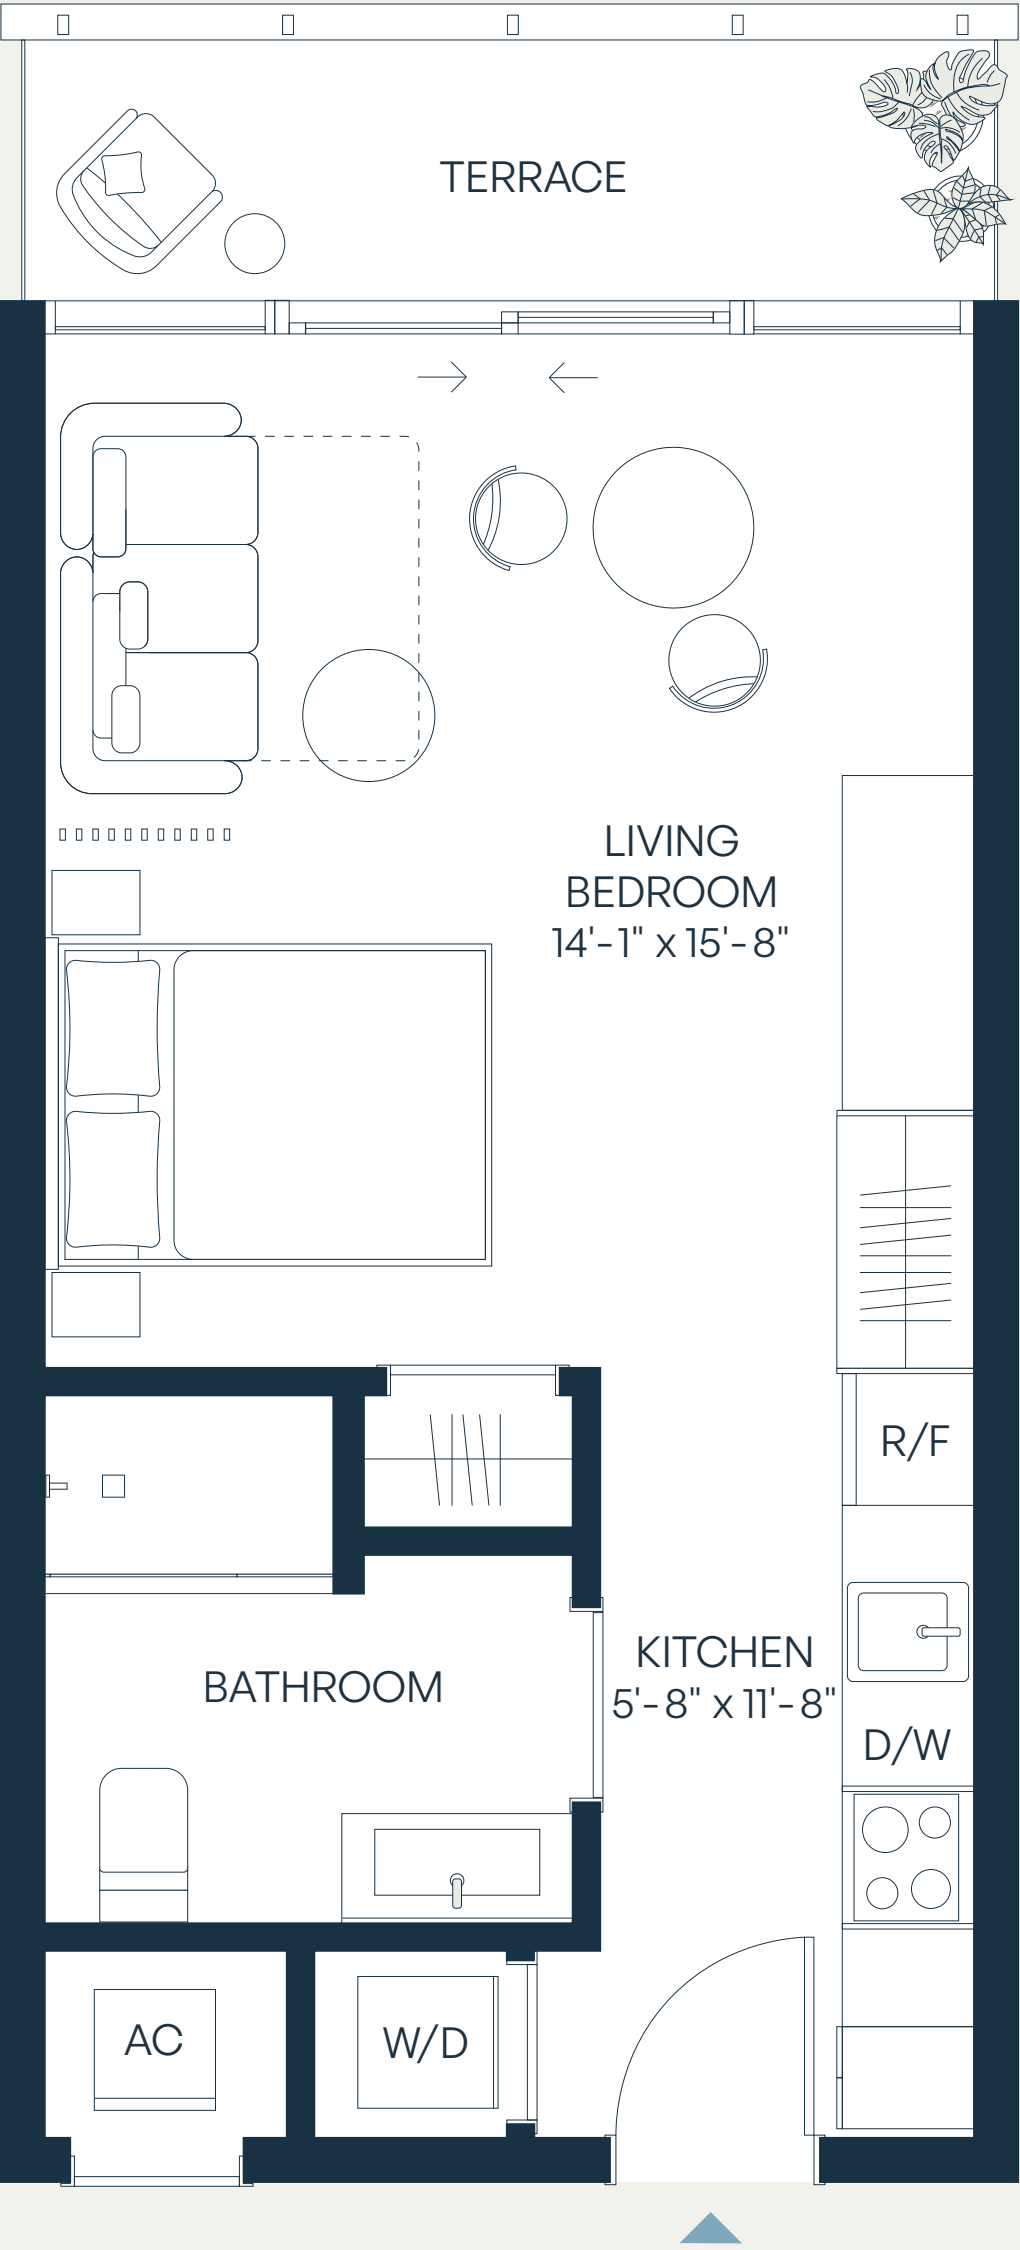 TERRACE
LIVING
BEDROOM
14'-1" x 15'-8"
R/F
KITCHEN
5'-8" x 11'-8"
BATHROOM
D/W
AC
W/D